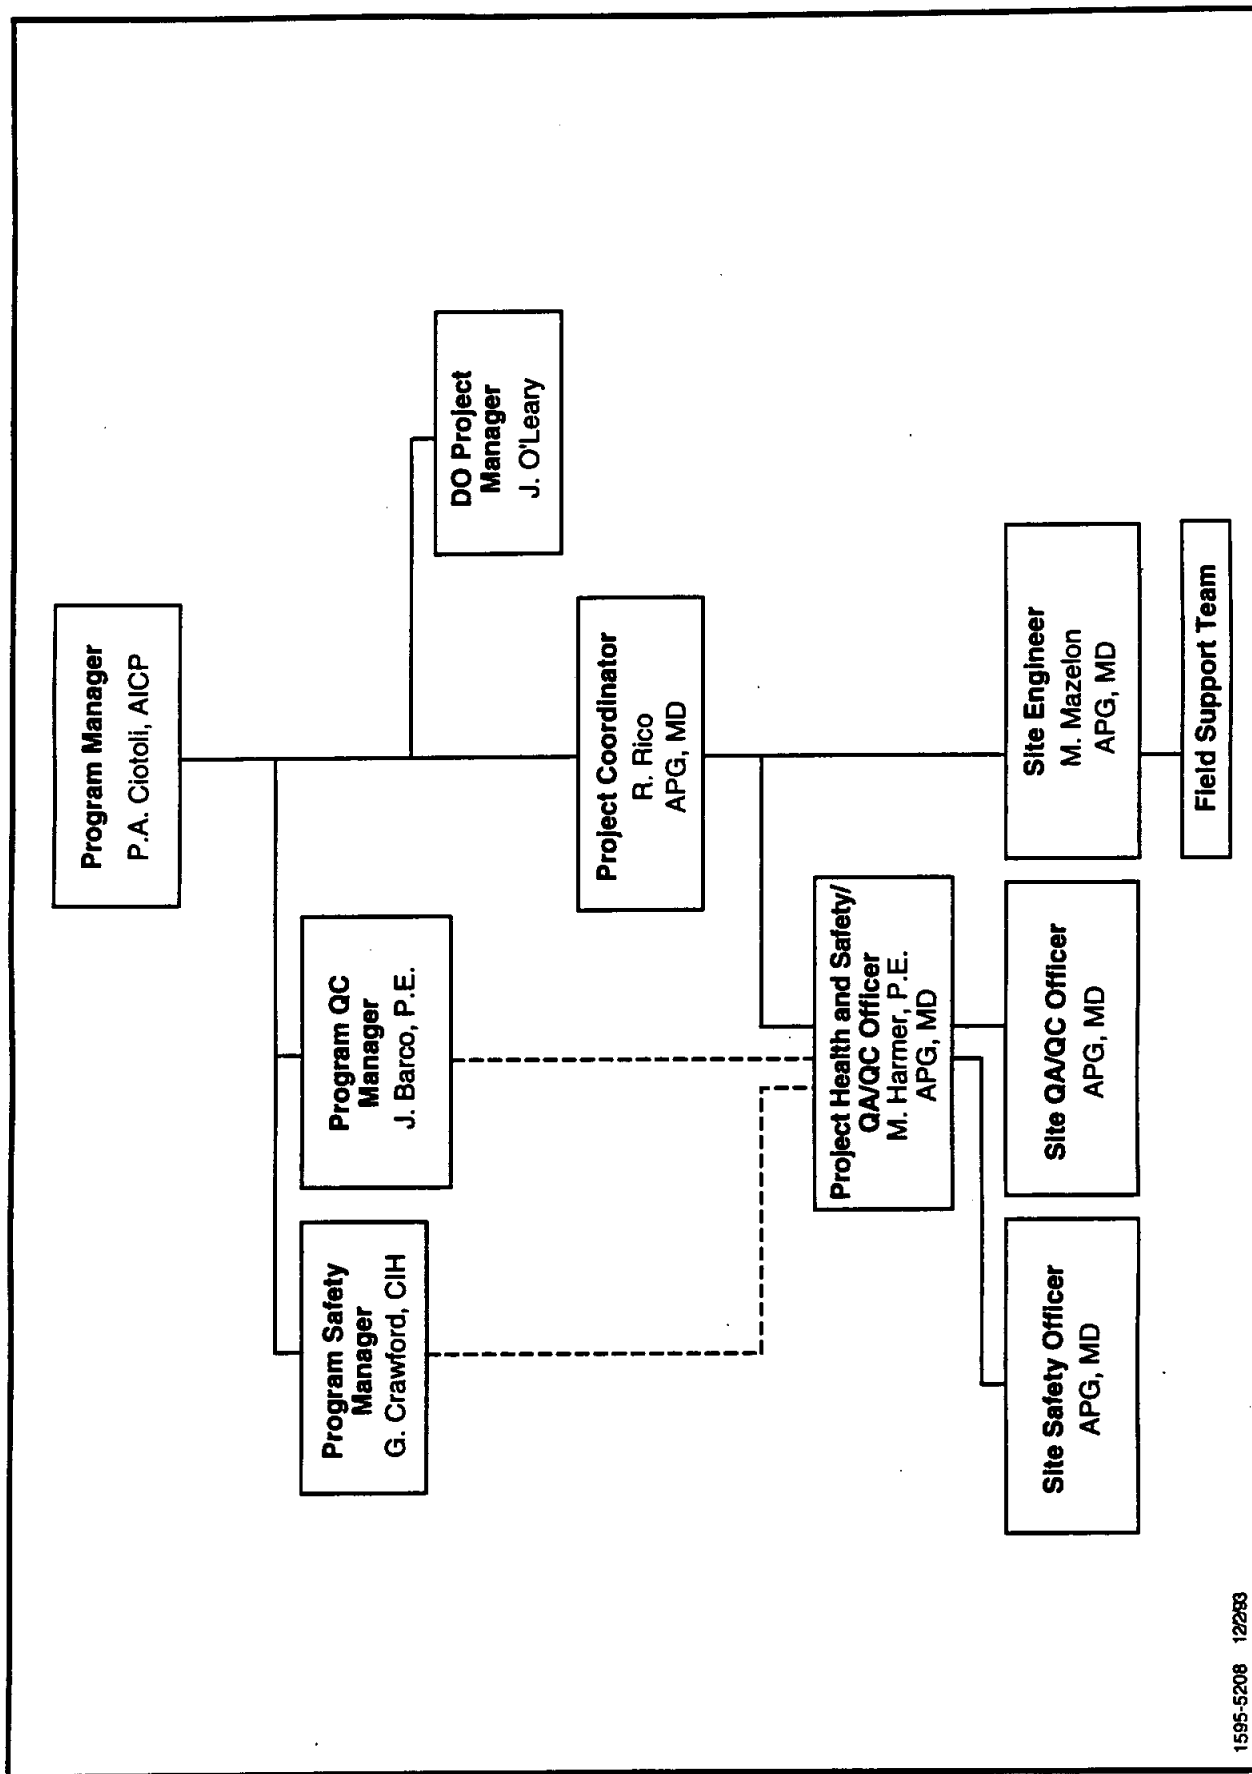 Program Manager
P.A. Ciotoli, AICP
Program Safety
Manager
G. Crawford, CIH
Program QC
Manager
J. Barco, P.E.
DO Project
Manager
J. O'Leary
Project Coordinator
R. Rico
APG, MD
Project Health and Safety/
QA/QC Officer
M. Harmer, P.E.
APG, MD
Site Safety Officer
APG, MD
Site QA/QC Officer
APG, MD
Site Engineer
M. Mazelon
APG, MD
Field Support Team
1595-5208 12/2/93